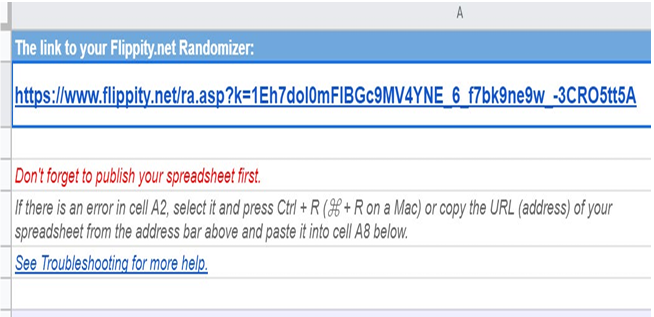 A
The link to your Flippity.net Randomizer:
https://www.flippity.net/ra.asp?k=1Eh7dol0mFlBGc9MV4YNE_6_f7bk9ne9w_-3CRO5tt5A
Don't forget to publish your spreadsheet first.
If there is an error in cell A2, select it and press Ctrl + R (⌘ + R on a Mac) or copy the URL (address) of your
spreadsheet from the address bar above and paste it into cell A8 below.
See Troubleshooting for more help.